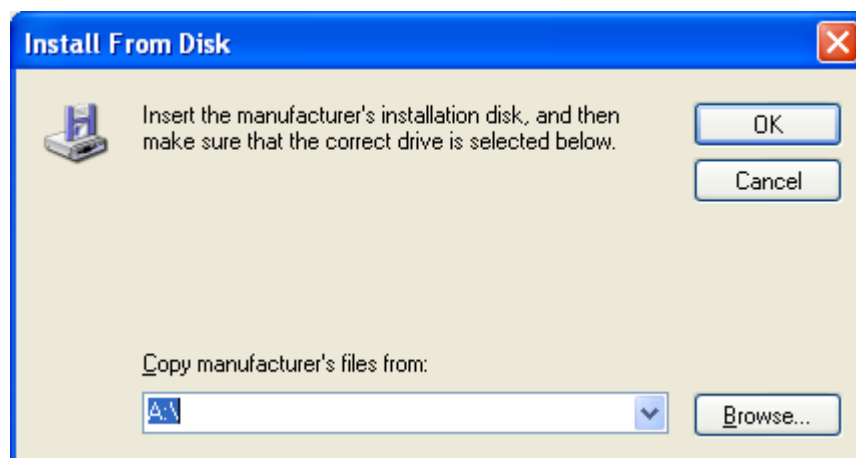 Install From Disk
Insert the manufacturer's installation disk, and then
make sure that the correct drive is selected below.
OK
Cancel
Copy manufacturer's files from:
A:\
Browse...